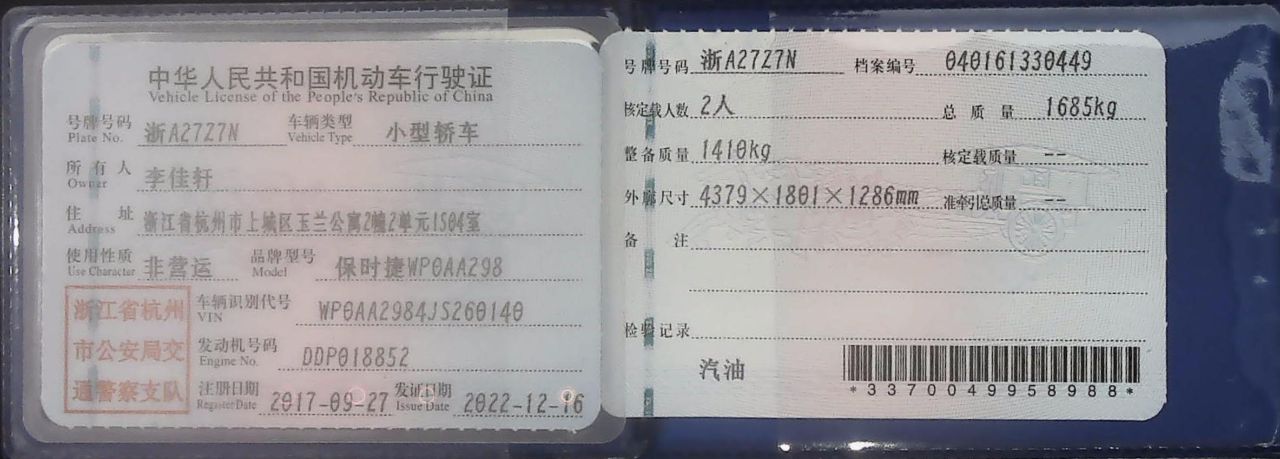 中华人民共和国机动车行驶证
Vehicle License of the People's Republic of China
号牌号码 浙A27Z7N 车辆类型 小型轿车
Plate No. Vehicle Type
所有人 李佳轩
Owner
住址 浙江省杭州市上城区玉兰公寓2幢2单元1504室
Address
使用性质 非营运 品牌型号 保时捷WP0AA298
Use Character Model
浙江省杭州
市公安局交
通警察支队
车辆识别代号 WP0AA2984JS260140
VIN
发动机号码 DDP018852
Engine No.
注册日期 2017-09-27 发证日期 2022-12-16
Register Date Issue Date
号牌号码 浙A27Z7N 档案编号 040161330449
核定载人数 2人 总质量 1685kg
整备质量 1410kg 核定载质量 --
外廓尺寸 4379×1801×1286mm 准牵引总质量 --
备注
检验记录
汽油
*3370049958988*